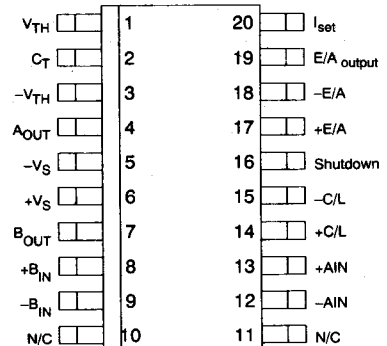 V_TH 1 20 I_set
C_T 2 19 E/A output
−V_TH 3 18 −E/A
A_OUT 4 17 +E/A
−V_S 5 16 Shutdown
+V_S 6 15 −C/L
B_OUT 7 14 +C/L
+B_IN 8 13 +AIN
−B_IN 9 12 −AIN
N/C 10 11 N/C